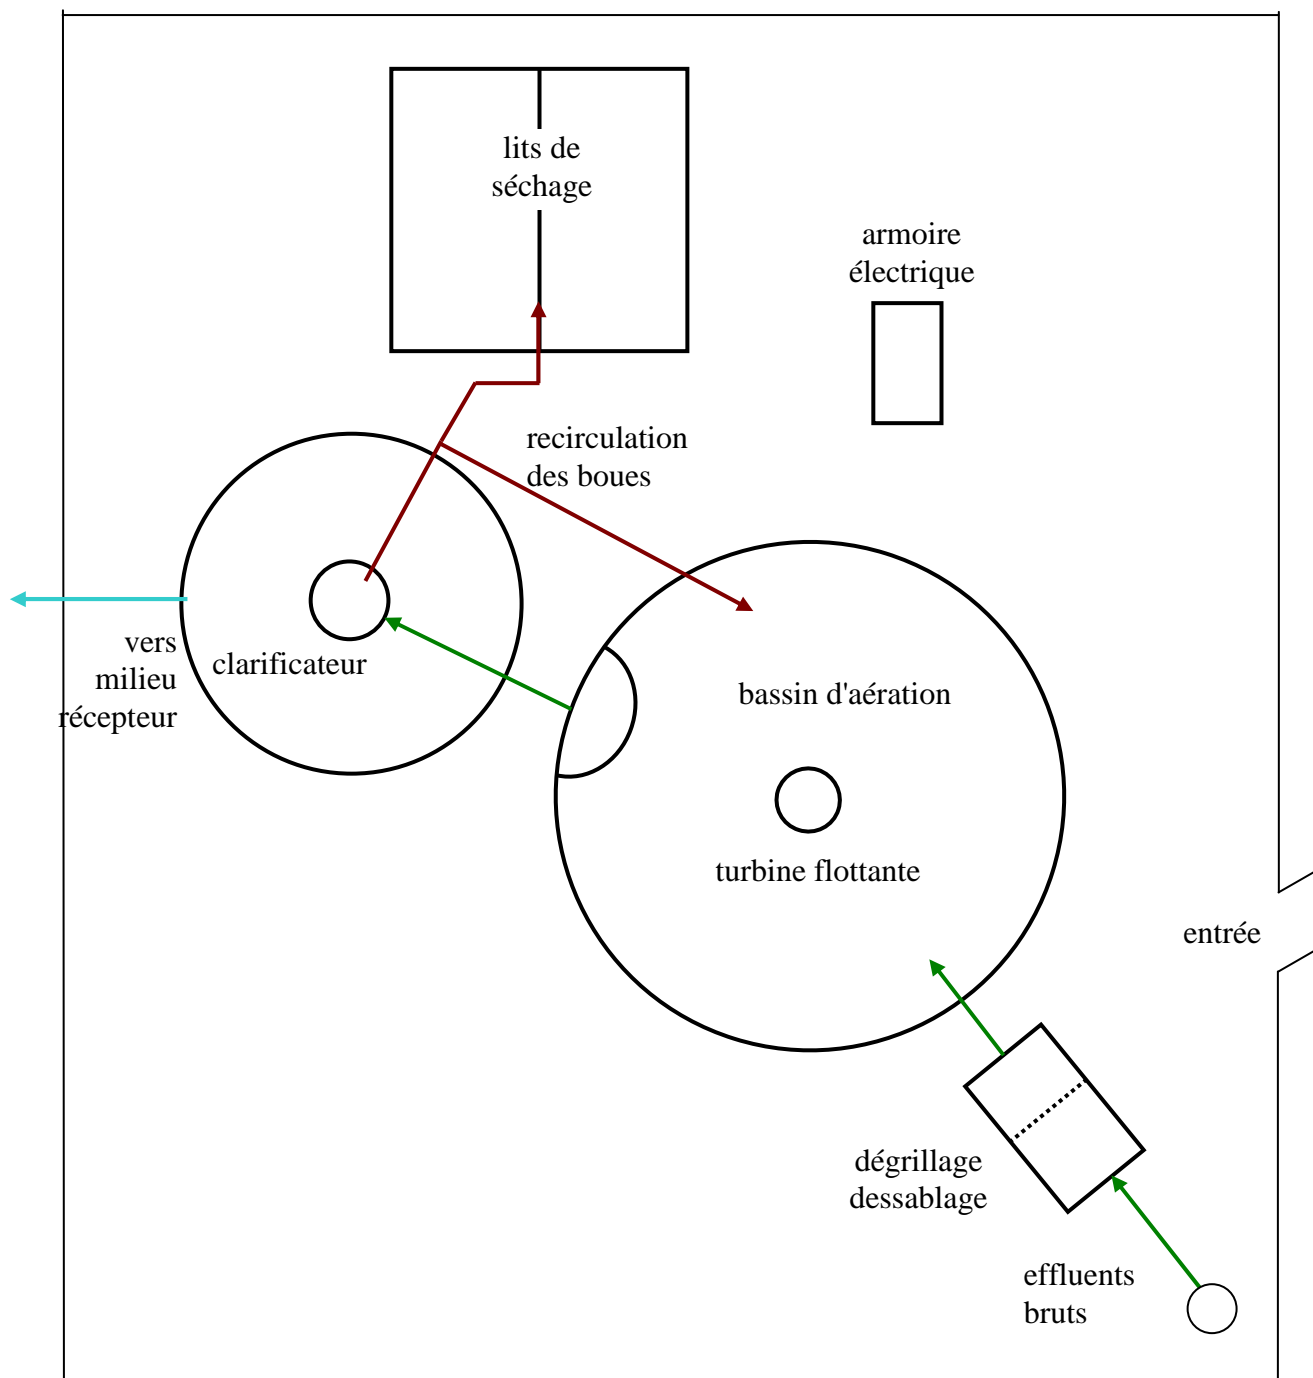 lits de
séchage
armoire
électrique
recirculation
des boues
vers
milieu
récepteur
clarificateur
bassin d'aération
turbine flottante
entrée
dégrillage
dessablage
effluents
bruts